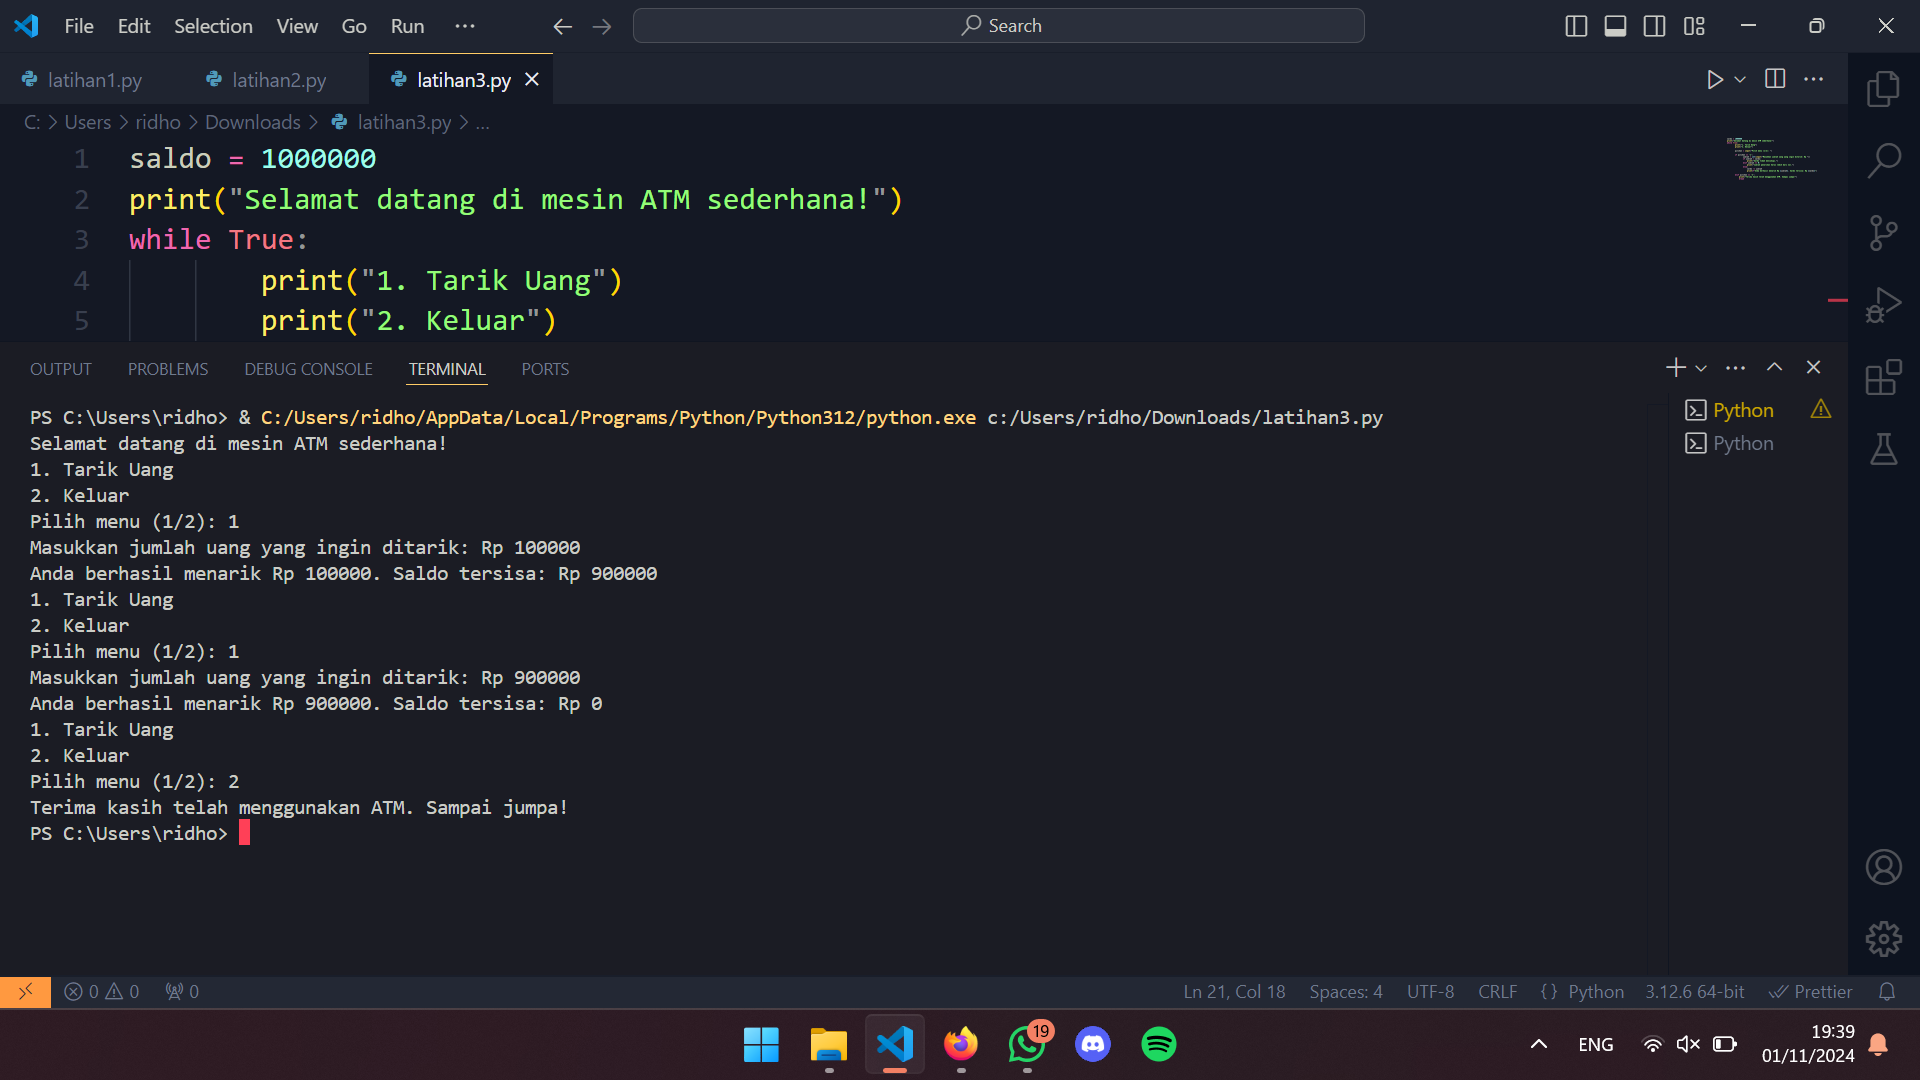 File Edit Selection View Go Run ... Search
latihan1.py latihan2.py latihan3.py
C: > Users > ridho > Downloads > latihan3.py > ...
1 saldo = 1000000
2 print("Selamat datang di mesin ATM sederhana!")
3 while True:
4 print("1. Tarik Uang")
5 print("2. Keluar")
OUTPUT PROBLEMS DEBUG CONSOLE TERMINAL PORTS
PS C:\Users\ridho> & C:/Users/ridho/AppData/Local/Programs/Python/Python312/python.exe c:/Users/ridho/Downloads/latihan3.py
Selamat datang di mesin ATM sederhana!
1. Tarik Uang
2. Keluar
Pilih menu (1/2): 1
Masukkan jumlah uang yang ingin ditarik: Rp 100000
Anda berhasil menarik Rp 100000. Saldo tersisa: Rp 900000
1. Tarik Uang
2. Keluar
Pilih menu (1/2): 1
Masukkan jumlah uang yang ingin ditarik: Rp 900000
Anda berhasil menarik Rp 900000. Saldo tersisa: Rp 0
1. Tarik Uang
2. Keluar
Pilih menu (1/2): 2
Terima kasih telah menggunakan ATM. Sampai jumpa!
PS C:\Users\ridho>
Python
Python
0 0 0 Ln 21, Col 18 Spaces: 4 UTF-8 CRLF {} Python 3.12.6 64-bit Prettier
19 ENG 19:39
01/11/2024